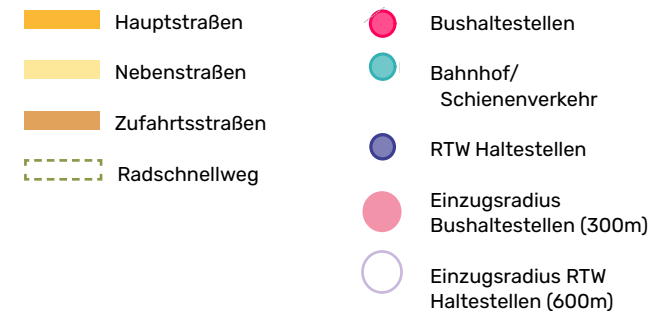 Hauptstraßen
Nebenstraßen
Zufahrtsstraßen
Radschnellweg
Bushaltestellen
Bahnhof/
Schienenverkehr
RTW Haltestellen
Einzugsradius
Bushaltestellen (300m)
Einzugsradius RTW
Haltestellen (600m)